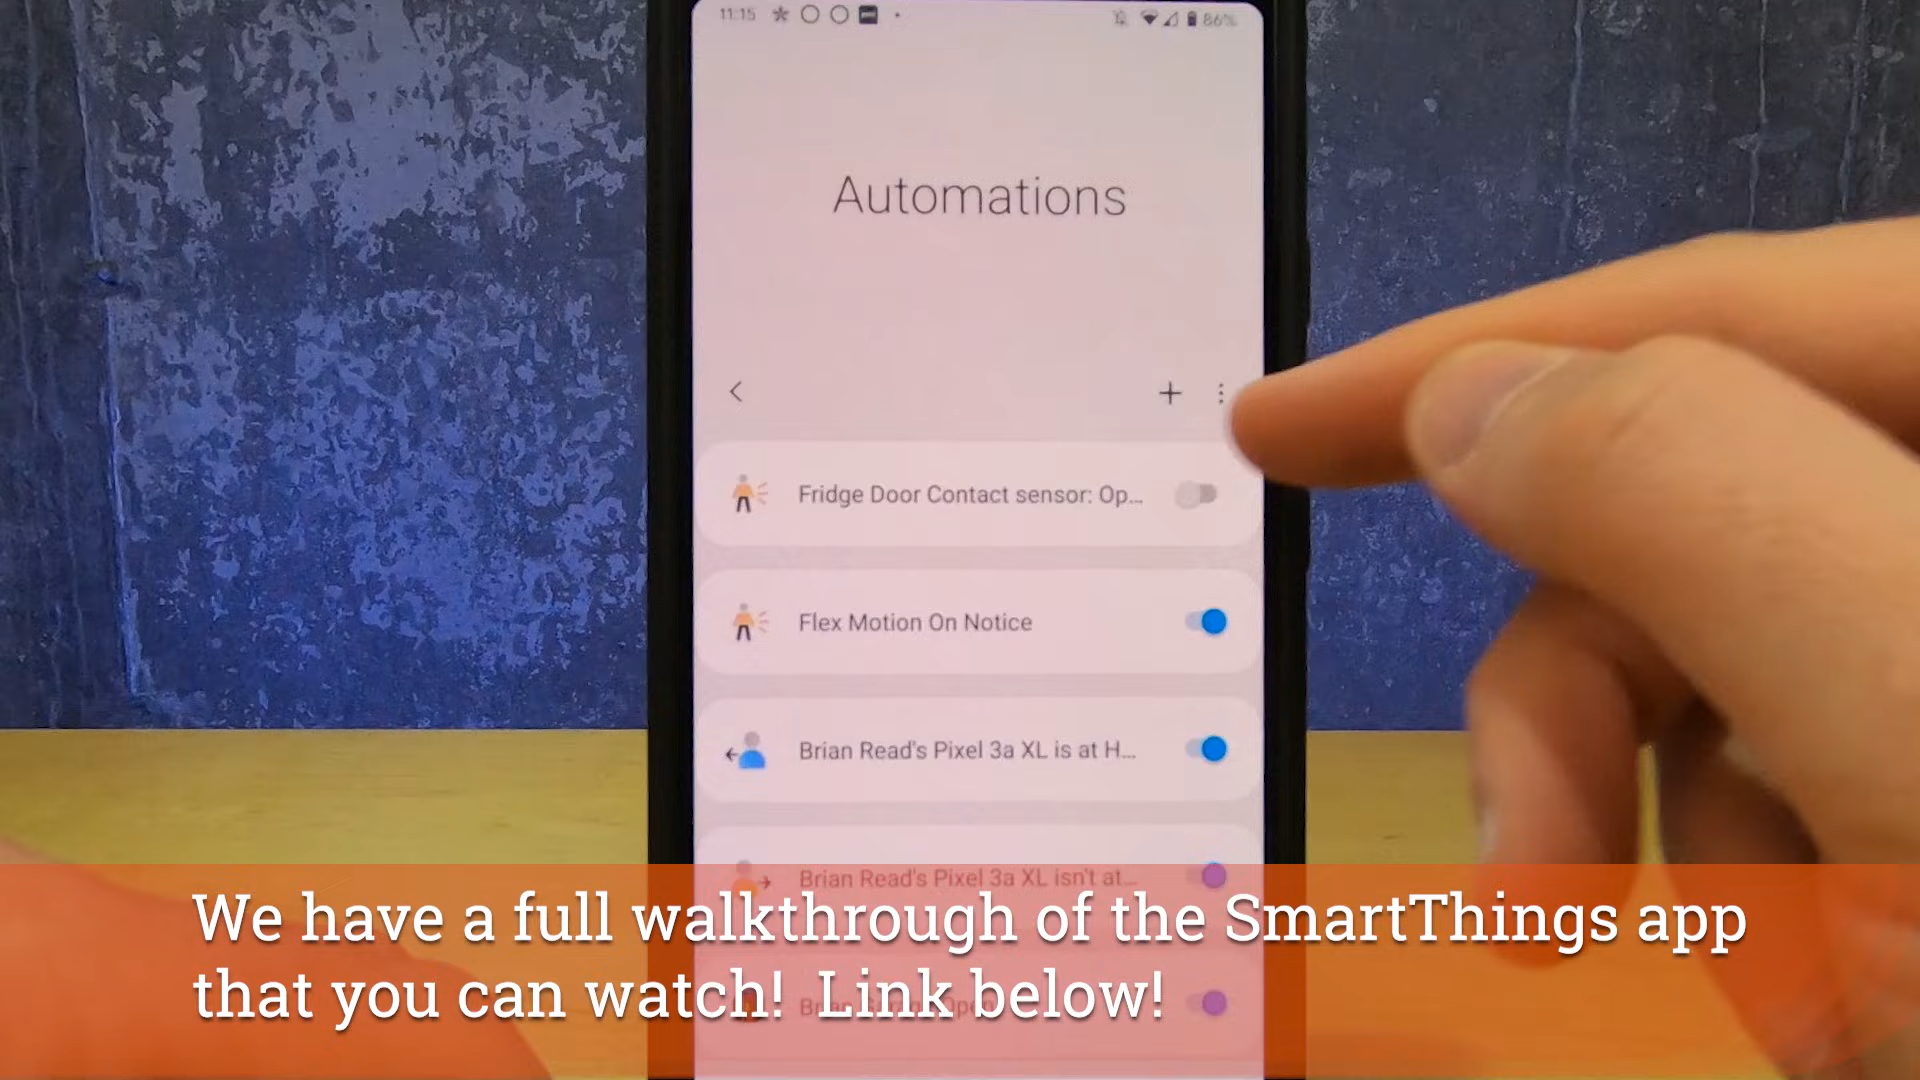 11:15
86%
Automations
Fridge Door Contact sensor: Op...
Flex Motion On Notice
Brian Read's Pixel 3a XL is at H...
Brian Read's Pixel 3a XL isn't at...
We have a full walkthrough of the SmartThings app
that you can watch! Link below!